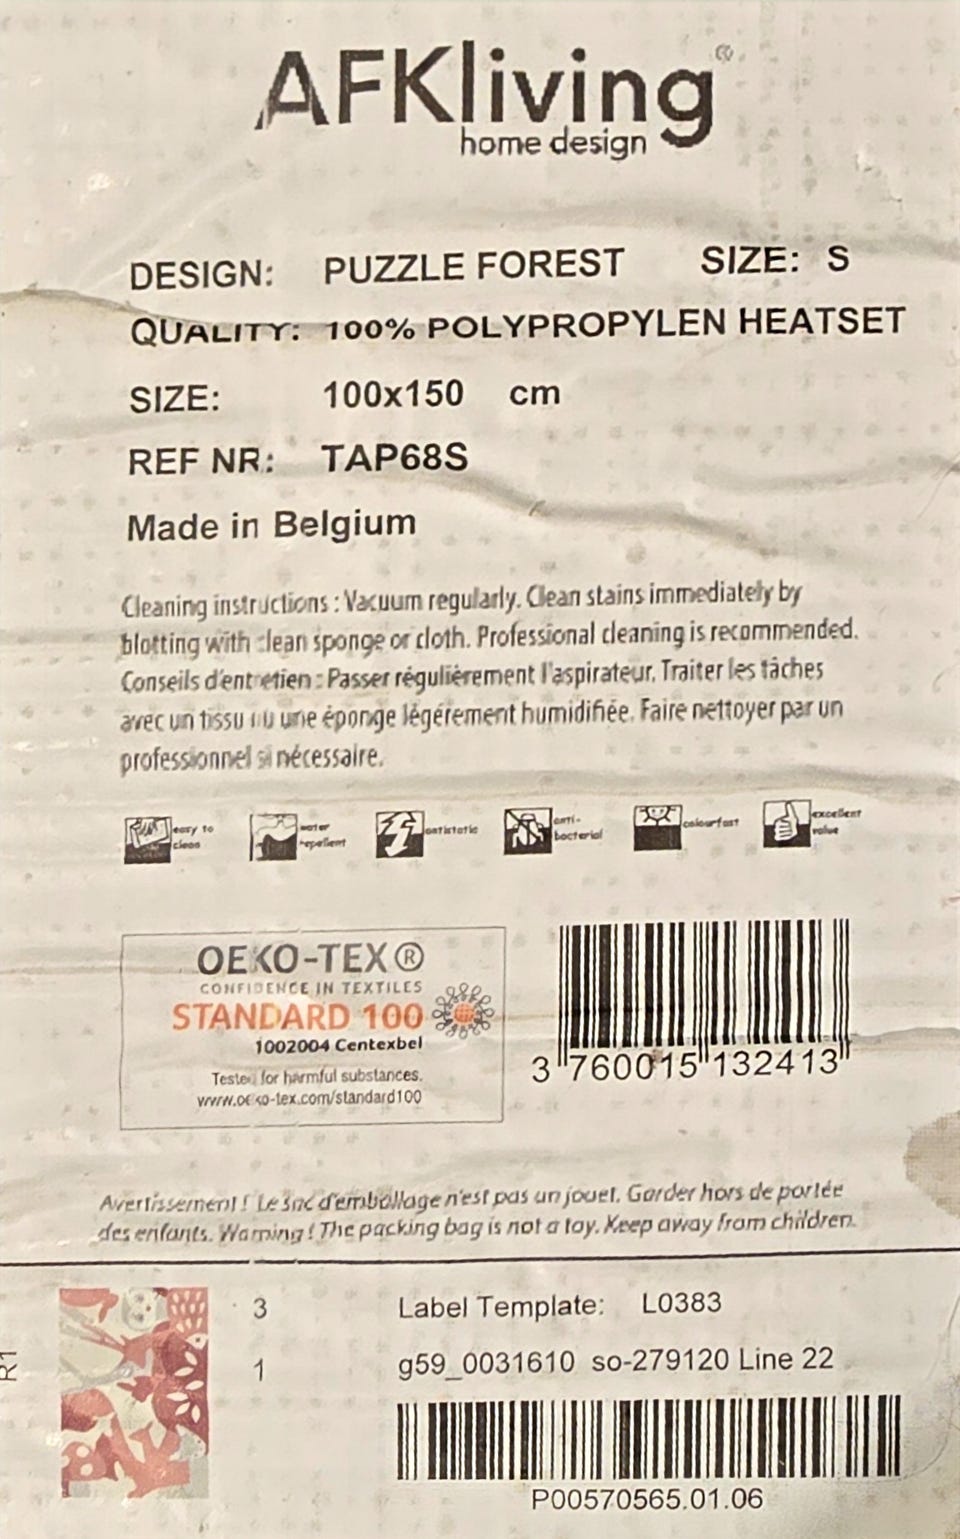 AFKliving®
home design
DESIGN: PUZZLE FOREST SIZE: S
QUALITY: 100% POLYPROPYLEN HEATSET
SIZE: 100x150 cm
REF NR: TAP68S
Made in Belgium
Cleaning instructions : Vacuum regularly. Clean stains immediately by
blotting with clean sponge or cloth. Professional cleaning is recommended.
Conseils d'entretien : Passer régulièrement l'aspirateur. Traiter les tâches
avec un tissu ou une éponge légérement humidifiée. Faire nettoyer par un
professionnel si nécessaire.
easy to
clean
water
repellent
antistatic
anti-
bacterial
colourfast
excellent
value
OEKO-TEX®
CONFIDENCE IN TEXTILES
STANDARD 100
1002004 Centexbel
Tested for harmful substances.
www.oeko-tex.com/standard100
3 760015 132413
Avertissement ! Le sac d'emballage n'est pas un jouet. Garder hors de portée
des enfants. Warning ! The packing bag is not a toy. Keep away from children.
R1
3 Label Template: L0383
1 g59_0031610 so-279120 Line 22
P00570565.01.06